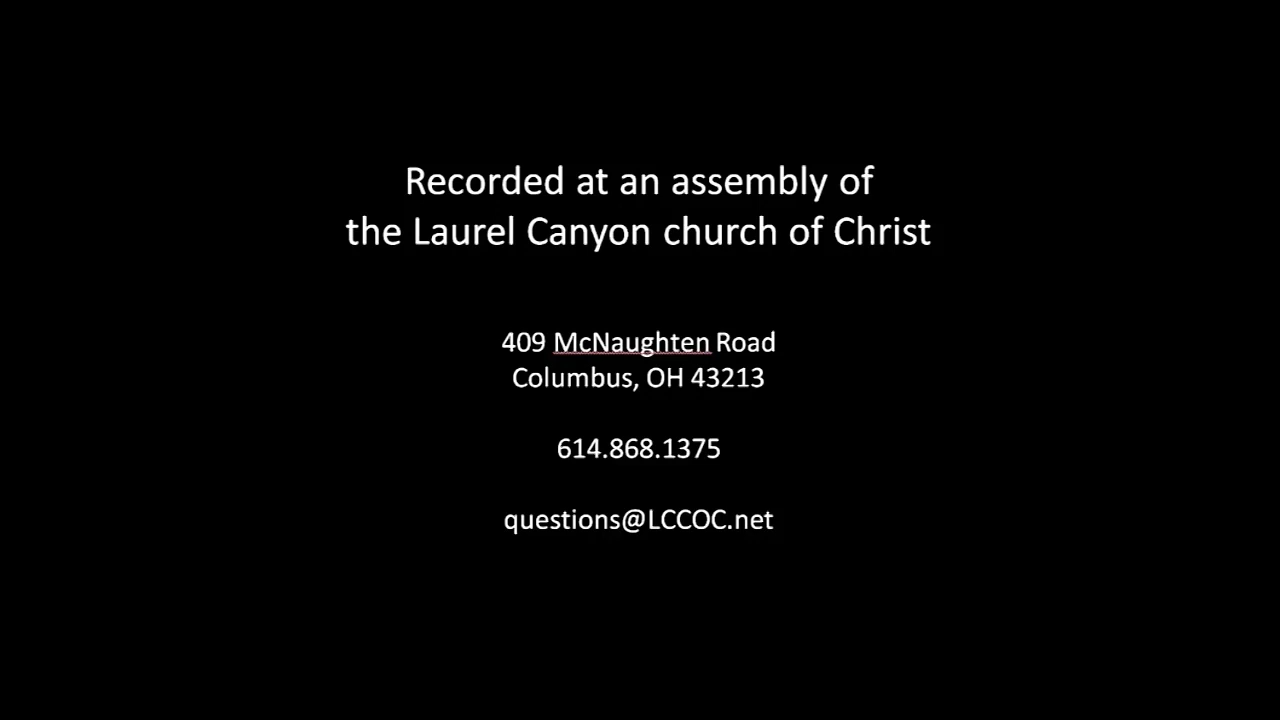 Recorded at an assembly of
the Laurel Canyon church of Christ
409 McNaughten Road
Columbus, OH 43213
614.868.1375
questions@LCCOC.net